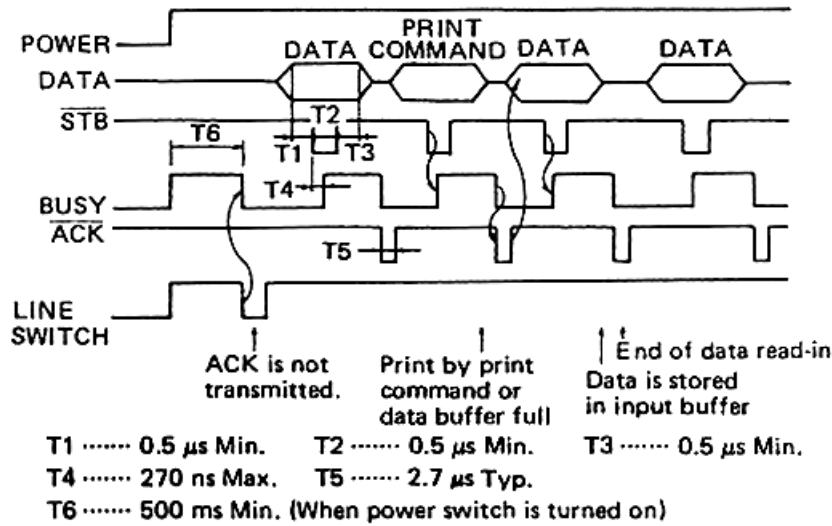 POWER
DATA
PRINT COMMAND
DATA
DATA
DATA
STB
T6
T1
T2
T3
T4
BUSY
ACK
T5
LINE SWITCH
ACK is not
transmitted.
Print by print
command or
data buffer full
End of data read-in
Data is stored
in input buffer
T1 ······· 0.5 µs Min.
T2 ······· 0.5 µs Min.
T3 ······· 0.5 µs Min.
T4 ······· 270 ns Max.
T5 ······· 2.7 µs Typ.
T6 ······· 500 ms Min. (When power switch is turned on)